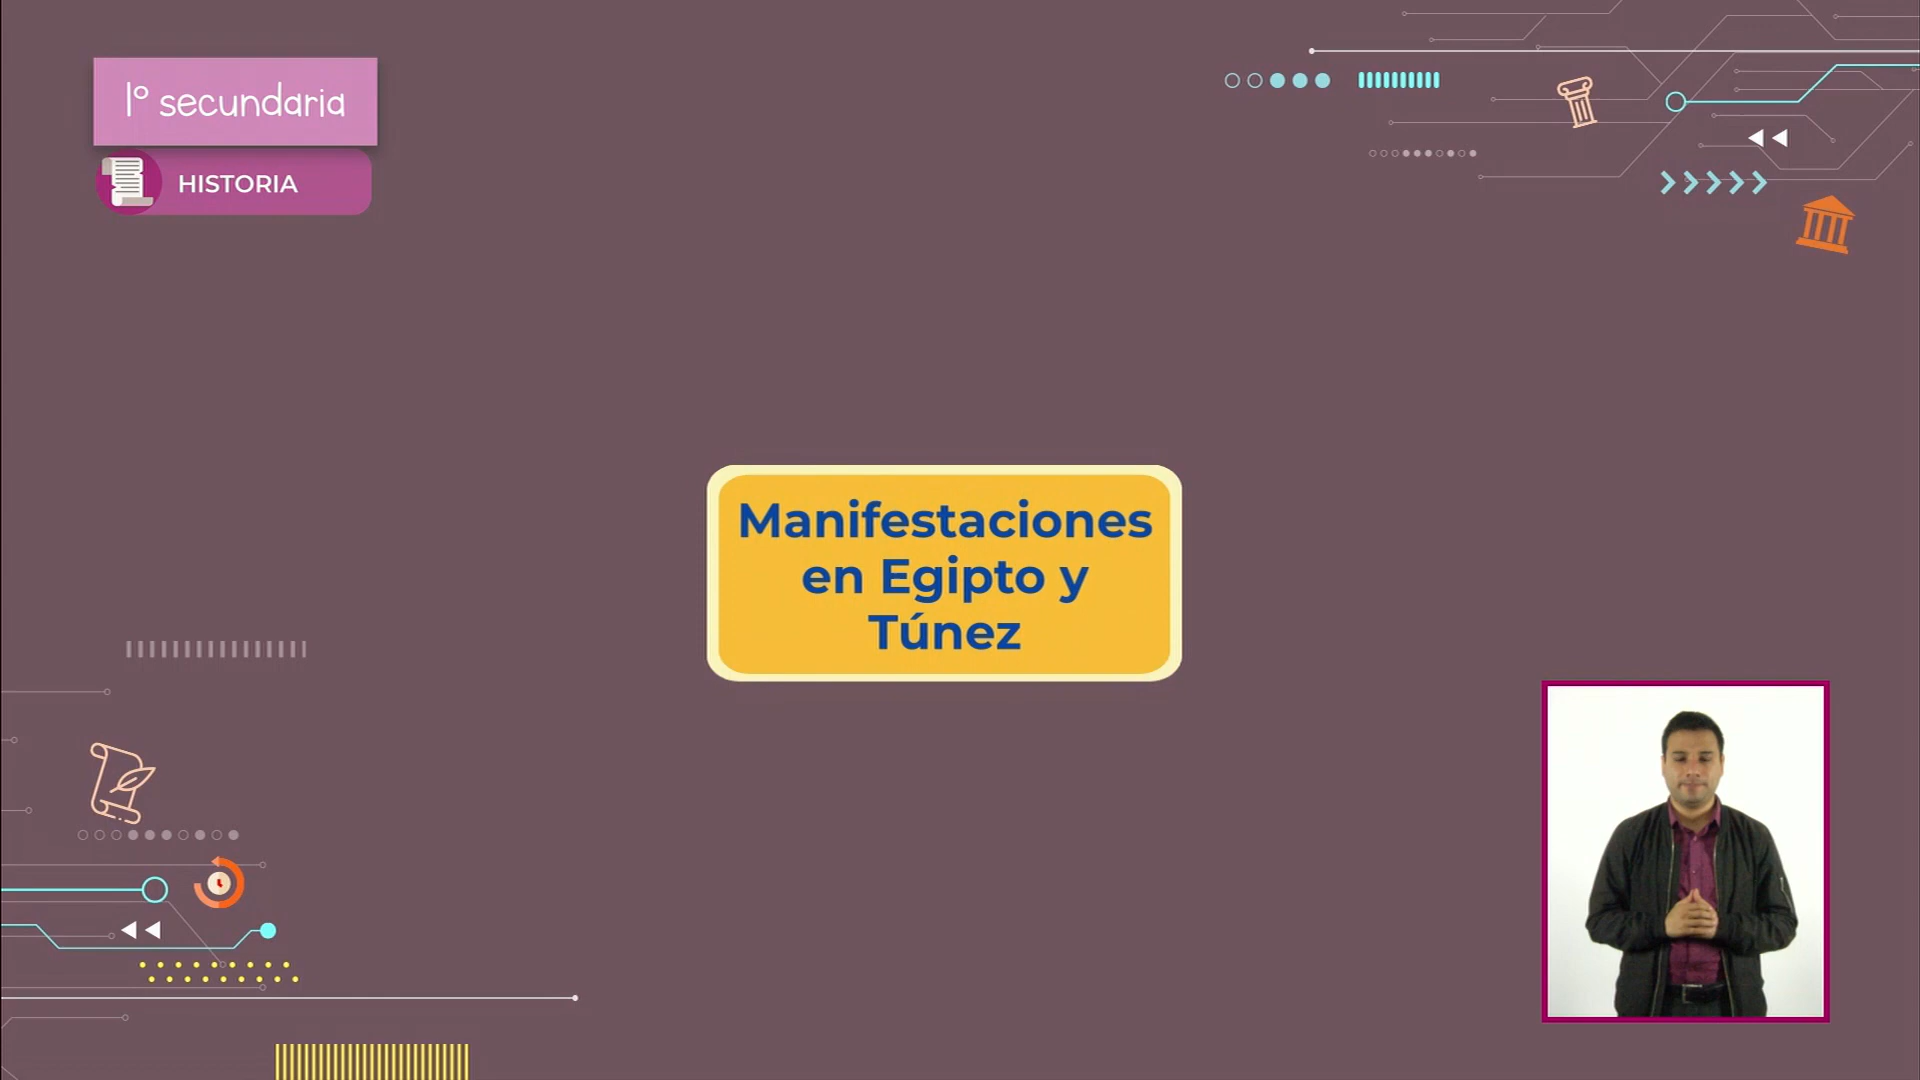 1° secundaria
HISTORIA
Manifestaciones
en Egipto y
Túnez